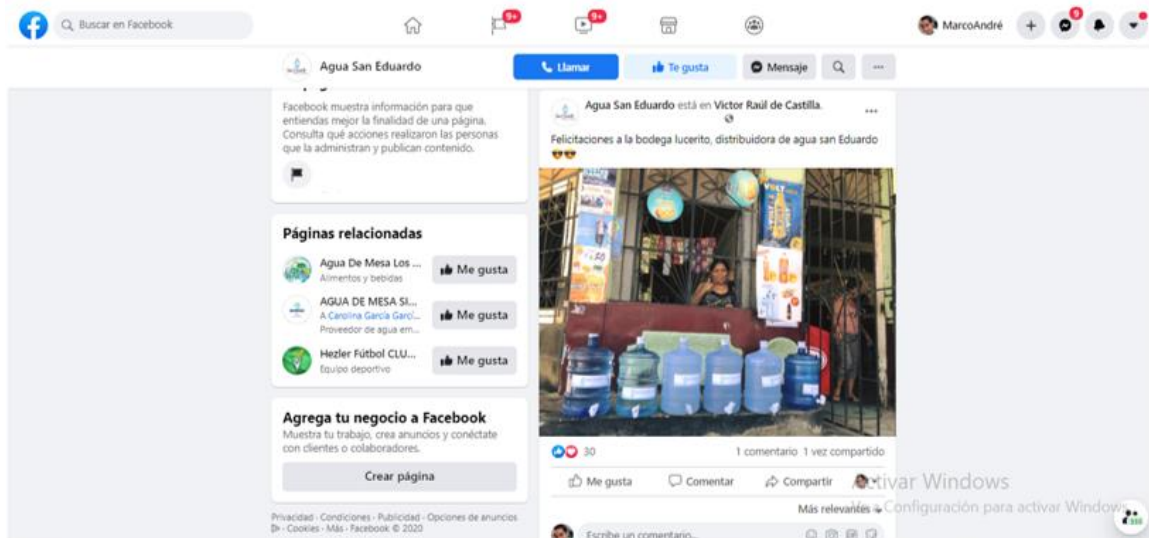 Buscar en Facebook
9+
9+
MarcoAndré
9
Agua San Eduardo
Llamar
Te gusta
Mensaje
Facebook muestra información para que
entiendas mejor la finalidad de una página.
Consulta qué acciones realizaron las personas
que la administran y publican contenido.
Páginas relacionadas
Agua De Mesa Los ...
Alimentos y bebidas
Me gusta
AGUA DE MESA SI...
A Carolina García Garcí...
Proveedor de agua em...
Me gusta
Hezler Fútbol CLU...
Equipo deportivo
Me gusta
Agrega tu negocio a Facebook
Muestra tu trabajo, crea anuncios y conéctate
con clientes o colaboradores.
Crear página
Privacidad · Condiciones · Publicidad · Opciones de anuncios
· Cookies · Más · Facebook © 2020
Agua San Eduardo está en Victor Raúl de Castilla.
Felicitaciones a la bodega lucerito, distribuidora de agua san Eduardo
VOLT
30
1 comentario 1 vez compartido
Me gusta
Comentar
Compartir
Más relevantes
Escribe un comentario...
Activar Windows
Ve a Configuración para activar Windows.